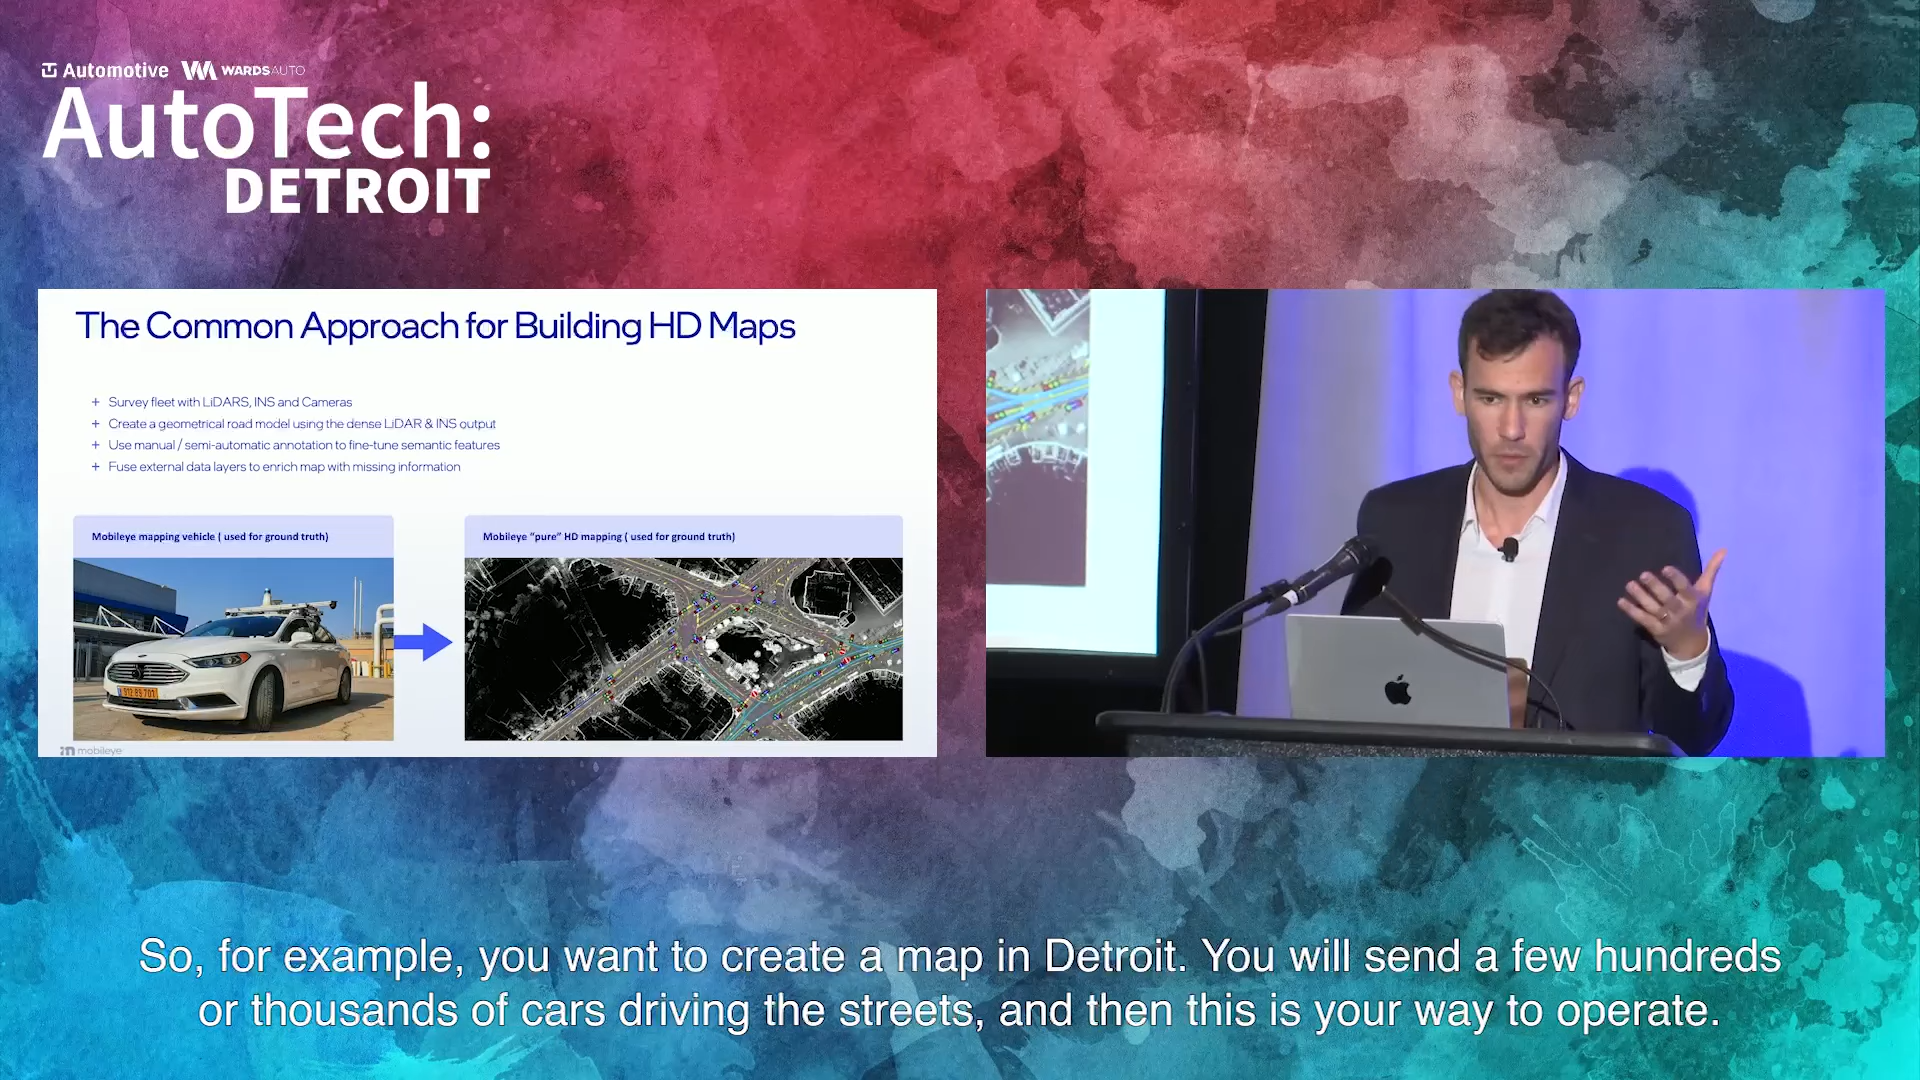 Automotive WARDSAUTO
AutoTech:
DETROIT
The Common Approach for Building HD Maps
+ Survey fleet with LiDARS, INS and Cameras
+ Create a geometrical road model using the dense LiDAR & INS output
+ Use manual / semi-automatic annotation to fine-tune semantic features
+ Fuse external data layers to enrich map with missing information
Mobileye mapping vehicle ( used for ground truth)
Mobileye "pure" HD mapping ( used for ground truth)
mobileye
So, for example, you want to create a map in Detroit. You will send a few hundreds
or thousands of cars driving the streets, and then this is your way to operate.